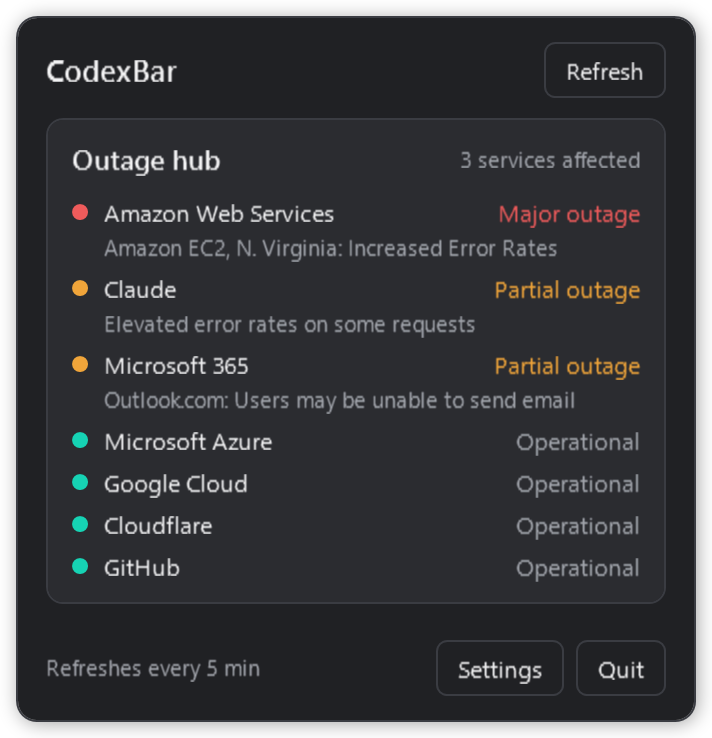 CodexBar
Refresh
Outage hub
3 services affected
Amazon Web Services
Major outage
Amazon EC2, N. Virginia: Increased Error Rates
Claude
Partial outage
Elevated error rates on some requests
Microsoft 365
Partial outage
Outlook.com: Users may be unable to send email
Microsoft Azure
Operational
Google Cloud
Operational
Cloudflare
Operational
GitHub
Operational
Refreshes every 5 min
Settings
Quit